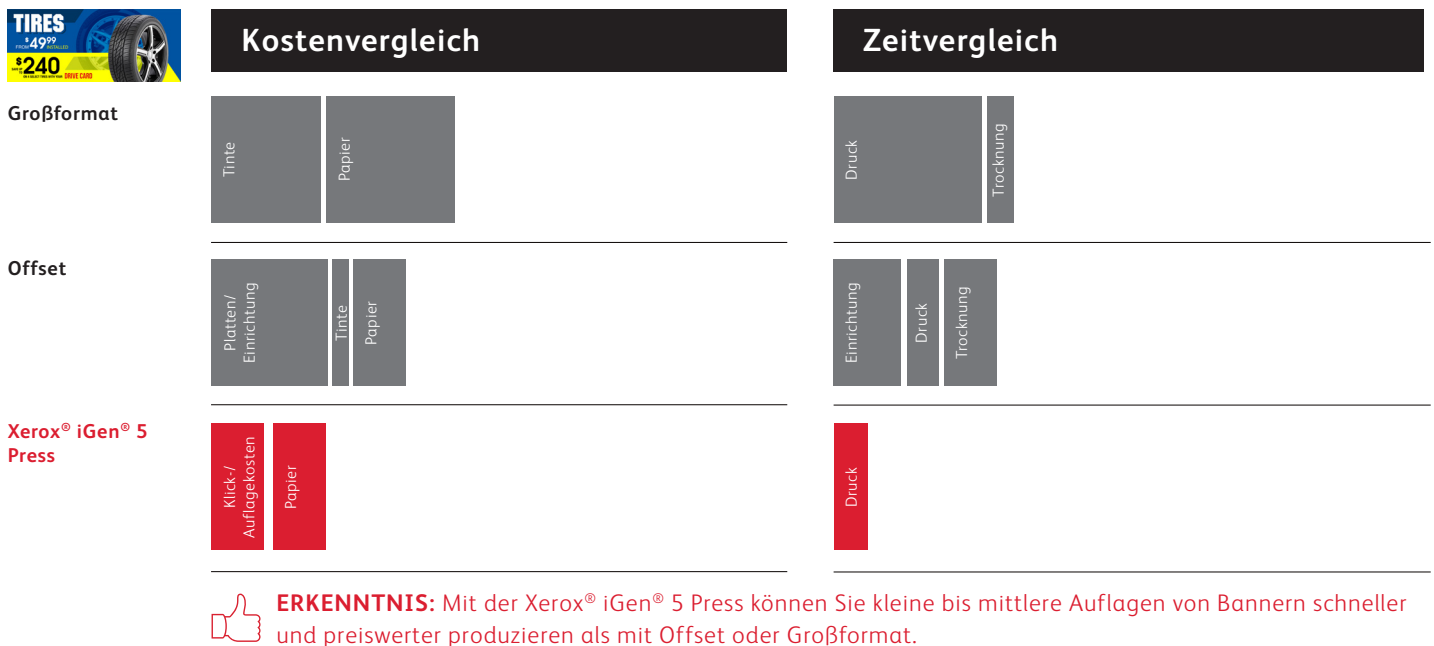 TIRES
FROM $4999 INSTALLED
$240
DRIVE CARD
Kostenvergleich
Zeitvergleich
Großformat
Tinte
Papier
Druck
Trocknung
Offset
Platten/
Einrichtung
Tinte
Papier
Einrichtung
Druck
Trocknung
Xerox® iGen® 5
Press
Klick-/
Auflagekosten
Papier
Druck
ERKENNTNIS: Mit der Xerox® iGen® 5 Press können Sie kleine bis mittlere Auflagen von Bannern schneller
und preiswerter produzieren als mit Offset oder Großformat.